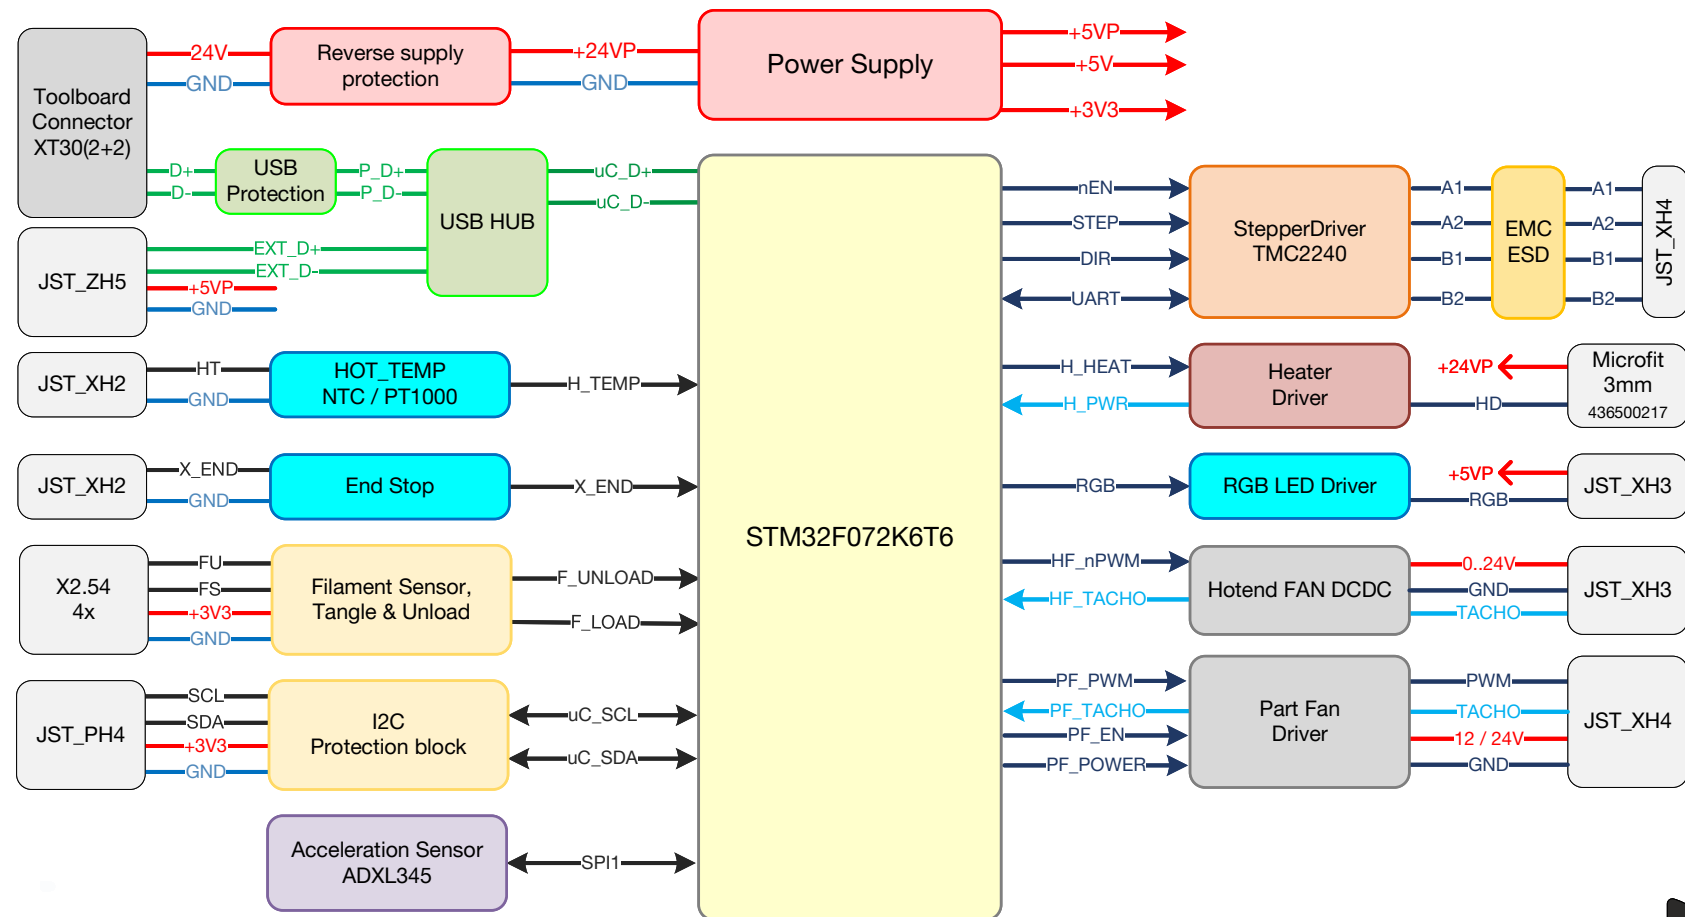 Toolboard
Connector
XT30(2+2)
24V
GND
Reverse supply
protection
+24VP
GND
Power Supply
+5VP
+5V
+3V3
D+
D-
USB
Protection
P_D+
P_D-
USB HUB
uC_D+
uC_D-
JST_ZH5
EXT_D+
EXT_D-
+5VP
GND
JST_XH2
HT
GND
HOT_TEMP
NTC / PT1000
H_TEMP
JST_XH2
X_END
GND
End Stop
X_END
X2.54
4x
FU
FS
+3V3
GND
Filament Sensor,
Tangle & Unload
F_UNLOAD
F_LOAD
JST_PH4
SCL
SDA
+3V3
GND
I2C
Protection block
uC_SCL
uC_SDA
Acceleration Sensor
ADXL345
SPI1
STM32F072K6T6
nEN
STEP
DIR
UART
StepperDriver
TMC2240
A1
A2
B1
B2
EMC
ESD
A1
A2
B1
B2
JST_XH4
H_HEAT
H_PWR
Heater
Driver
+24VP
HD
Microfit
3mm
436500217
RGB
RGB LED Driver
+5VP
RGB
JST_XH3
HF_nPWM
HF_TACHO
Hotend FAN DCDC
0..24V
GND
TACHO
JST_XH3
PF_PWM
PF_TACHO
PF_EN
PF_POWER
Part Fan
Driver
PWM
TACHO
12 / 24V
GND
JST_XH4